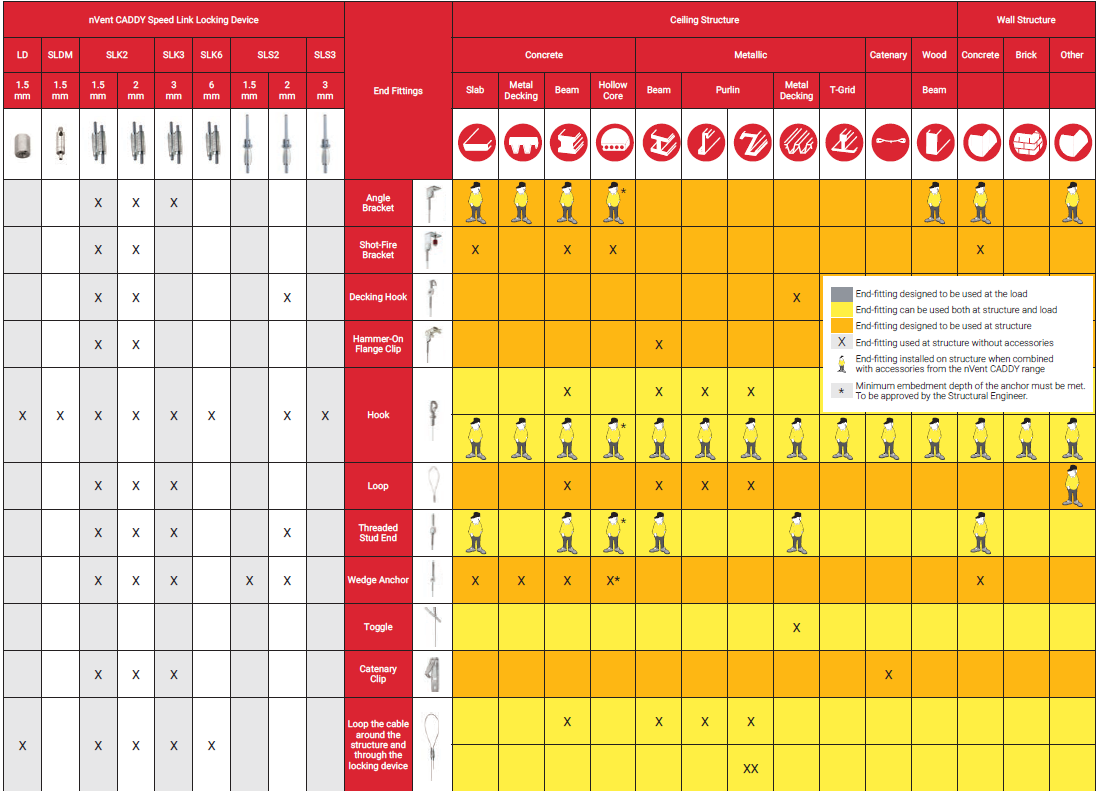 nVent CADDY Speed Link Locking Device
Ceiling Structure
Wall Structure
LD SLDM SLK2 SLK3 SLK6 SLS2 SLS3
End Fittings
Concrete Metallic Catenary Wood Concrete Brick Other
1.5 mm 1.5 mm 1.5 mm 2 mm 3 mm 6 mm 1.5 mm 2 mm 3 mm
Slab Metal Decking Beam Hollow Core Beam Purlin Metal Decking T-Grid Beam
X X X
Angle
Bracket
*
X X
Shot-Fire
Bracket
X X X X
X X X
Decking Hook
X
X X
Hammer-On
Flange Clip
X
End-fitting designed to be used at the load
End-fitting can be used both at structure and load
End-fitting designed to be used at structure
X End-fitting used at structure without accessories
End-fitting installed on structure when combined
with accessories from the nVent CADDY range
* Minimum embedment depth of the anchor must be met.
To be approved by the Structural Engineer.
X X X X X X X X
Hook
X X X X
*
X X X
Loop
X X X X
X X X X
Threaded
Stud End
*
X X X X X
Wedge Anchor
X X X X* X
Toggle
X
X X X
Catenary
Clip
X
X X X X X
Loop the cable
around the
structure and
through the
locking device
X X X X
XX